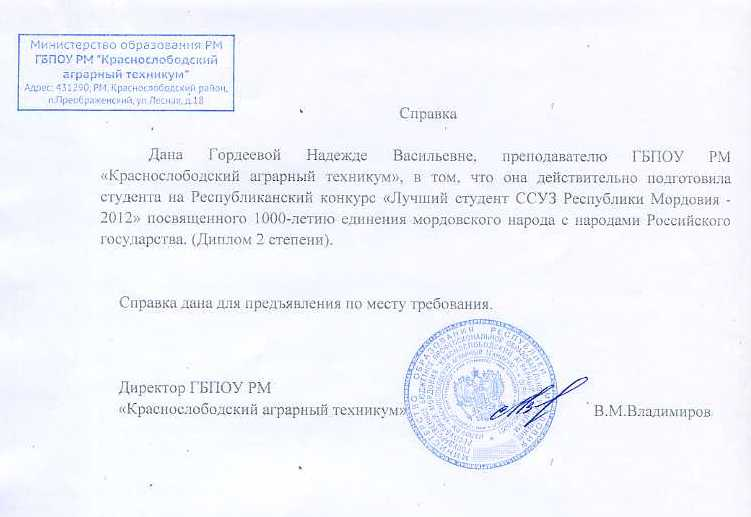 Министерство образования РМ
ГБПОУ РМ "Краснослободский
аграрный техникум"
Адрес: 431290, РМ, Краснослободский район,
п.Преображенский, ул.Лесная, д.18
Справка
Дана Гордеевой Надежде Васильевне, преподавателю ГБПОУ РМ
«Краснослободский аграрный техникум», в том, что она действительно подготовила
студента на Республиканский конкурс «Лучший студент ССУЗ Республики Мордовия -
2012» посвященного 1000-летию единения мордовского народа с народами Российского
государства. (Диплом 2 степени).
Справка дана для предъявления по месту требования.
Директор ГБПОУ РМ
«Краснослободский аграрный техникум»
В.М.Владимиров